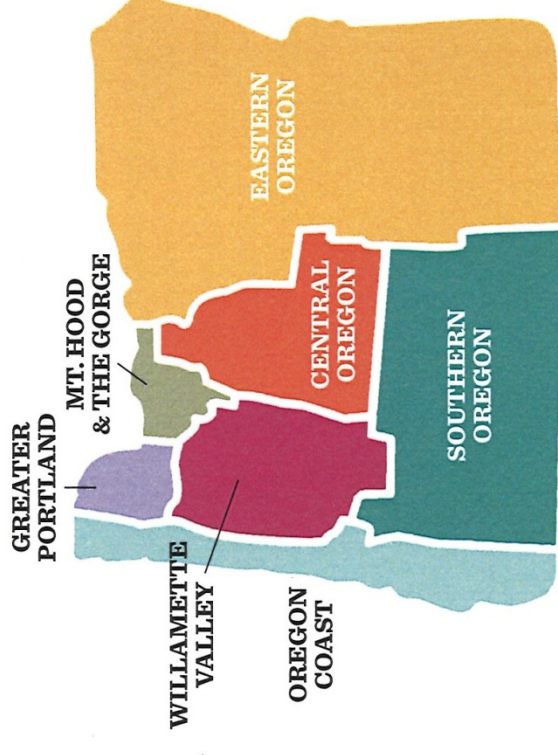 GREATER
PORTLAND
MT. HOOD
& THE GORGE
WILLAMETTE
VALLEY
OREGON
COAST
CENTRAL
OREGON
EASTERN
OREGON
SOUTHERN
OREGON